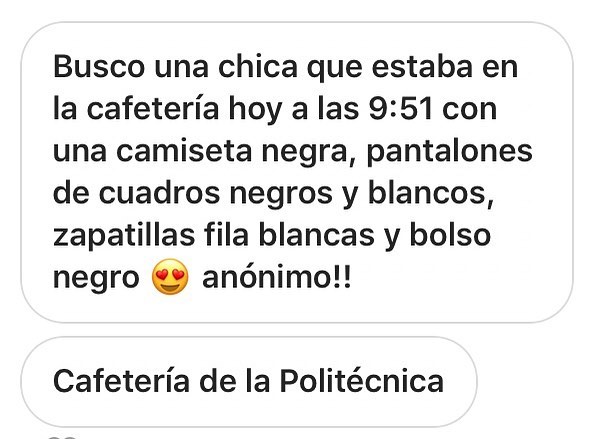 Busco una chica que estaba en
la cafetería hoy a las 9:51 con
una camiseta negra, pantalones
de cuadros negros y blancos,
zapatillas fila blancas y bolso
negro 😍 anónimo!!
Cafetería de la Politécnica